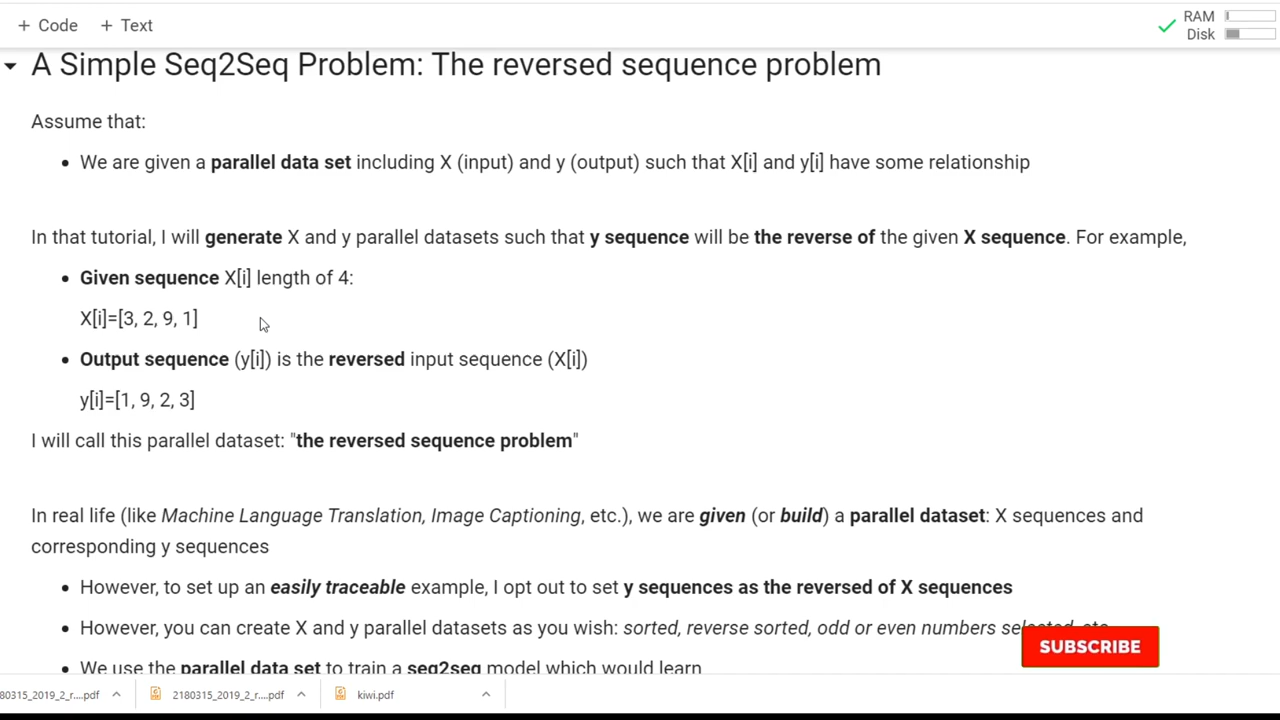 + Code + Text
RAM
Disk
A Simple Seq2Seq Problem: The reversed sequence problem
Assume that:
• We are given a parallel data set including X (input) and y (output) such that X[i] and y[i] have some relationship
In that tutorial, I will generate X and y parallel datasets such that y sequence will be the reverse of the given X sequence. For example,
• Given sequence X[i] length of 4:
X[i]=[3, 2, 9, 1]
• Output sequence (y[i]) is the reversed input sequence (X[i])
y[i]=[1, 9, 2, 3]
I will call this parallel dataset: "the reversed sequence problem"
In real life (like Machine Language Translation, Image Captioning, etc.), we are given (or build) a parallel dataset: X sequences and
corresponding y sequences
• However, to set up an easily traceable example, I opt out to set y sequences as the reversed of X sequences
• However, you can create X and y parallel datasets as you wish: sorted, reverse sorted, odd or even numbers
SUBSCRIBE
• We use the parallel data set to train a seq2seq model which would learn
80315_2019_2_r....pdf 2180315_2019_2_r....pdf kiwi.pdf